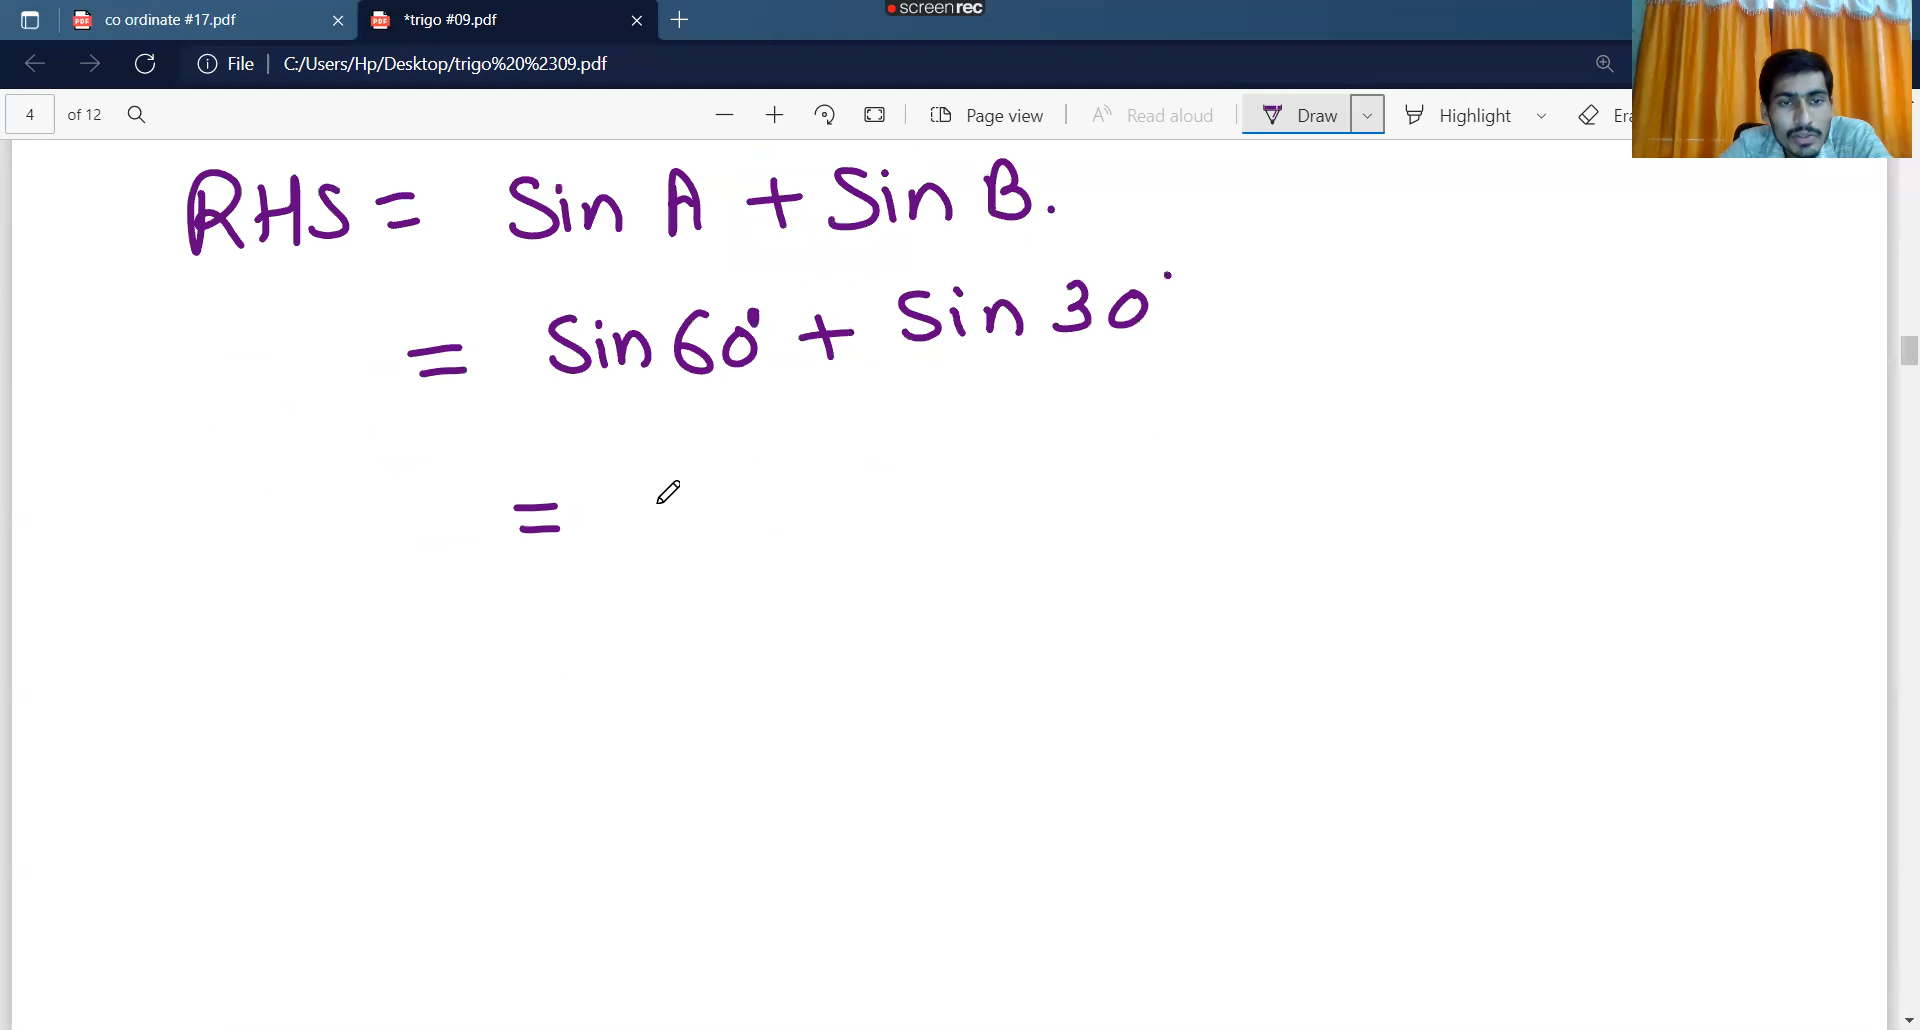 co ordinate #17.pdf
*trigo #09.pdf
screenrec
File
C:/Users/Hp/Desktop/trigo%20%2309.pdf
4 of 12
Page view
Read aloud
Draw
Highlight
RHS = Sin A + Sin B.
= Sin 60° + Sin 30°
=